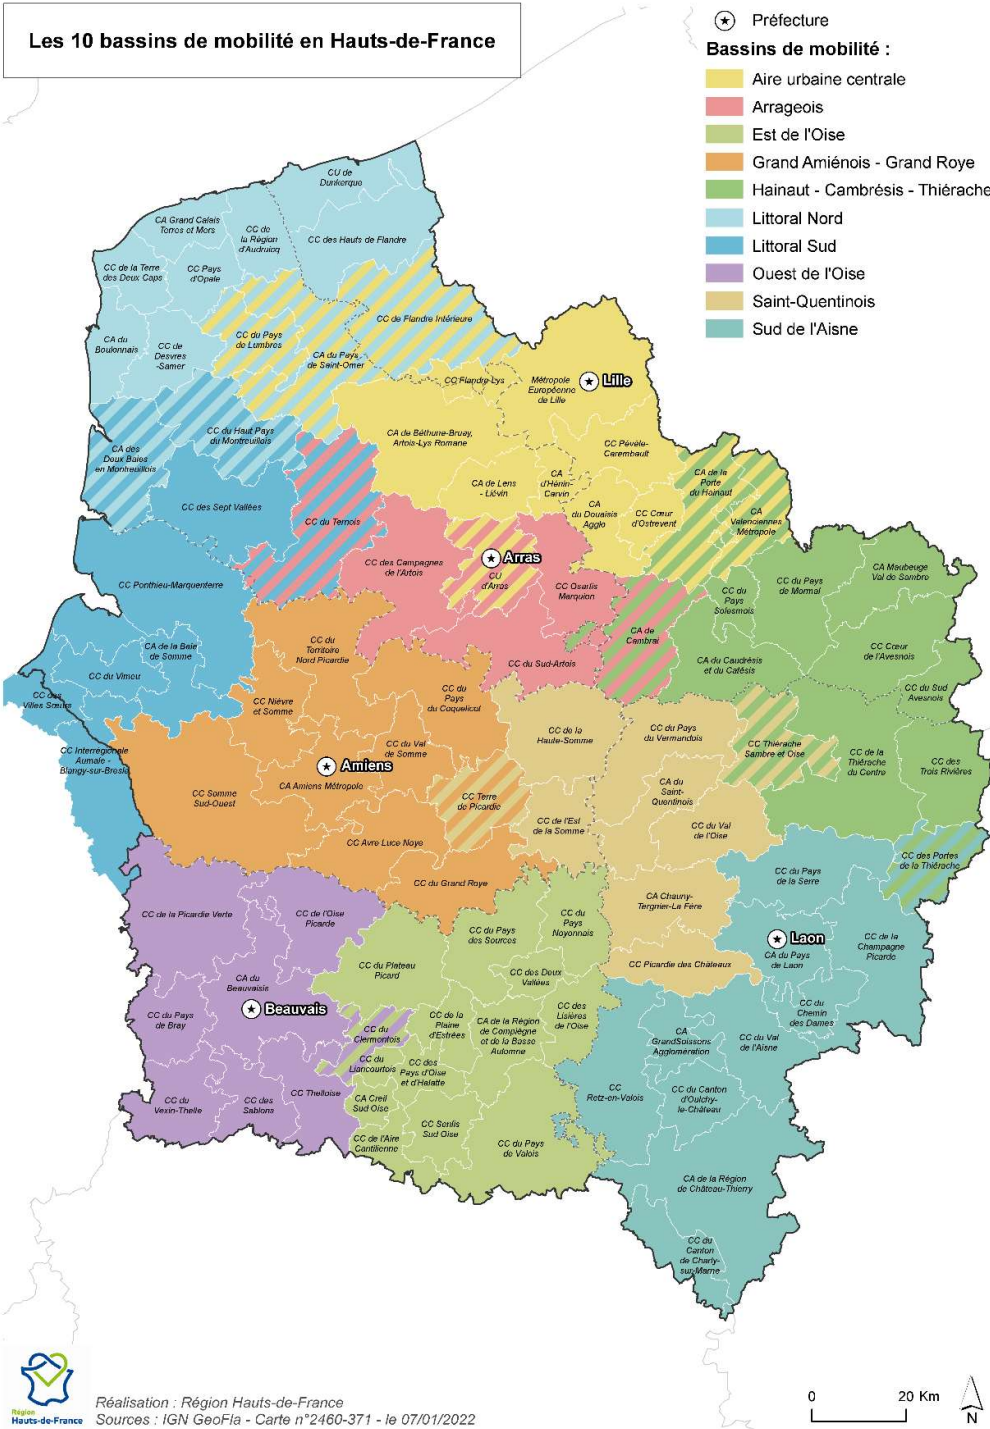 Les 10 bassins de mobilité en Hauts-de-France
Préfecture
Bassins de mobilité :
Aire urbaine centrale
Arrageois
Est de l'Oise
Grand Amiénois - Grand Roye
Hainaut - Cambrésis - Thiérache
Littoral Nord
Littoral Sud
Ouest de l'Oise
Saint-Quentinois
Sud de l'Aisne
CU de
Dunkerque
CA Grand Calais
Terres et Mers
CC de
la Région
d'Audruicq
CC des Hauts de Flandre
CC de la Terre
des Deux Caps
CC Pays
d'Opale
CC de Flandre Intérieure
CC du Pays
de Lumbres
CA du
Boulonnais
CC de
Desvres
-Samer
CA du Pays
de Saint-Omer
CC Flandre Lys
Métropole
Européenne
de Lille
Lille
CA des
Deux Baies
en Montreuillois
CC du Haut Pays
du Montreuillois
CA de Béthune-Bruay,
Artois-Lys Romane
CC Pévèle-
Carembault
CA de Lens
- Liévin
CA
d'Hénin-
Carvin
CA de la
Porte
du Hainaut
CC des Sept Vallées
CC du Ternois
CA
du Douaisis
Agglo
CC Cœur
d'Ostrevent
CA
Valenciennes
Métropole
CC des Campagnes
de l'Artois
Arras
CU
d'Arras
CC Osartis
Marquion
CC Ponthieu-Marquenterre
CC du
Pays
Solesmois
CC du Pays
de Mormal
CA Maubeuge
Val de Sambre
CC du
Territoire
Nord Picardie
CA de la Baie
de Somme
CC du Vimeu
CC du Sud-Artois
CA de
Cambrai
CA du Caudrésis
et du Catésis
CC Cœur
de l'Avesnois
CC des
Villes Sœurs
CC Nièvre
et Somme
CC du
Pays
du Coquelicot
CC du Sud
Avesnois
CC Interrégionale
Aumale -
Blangy-sur-Bresle
CC du Val
de Somme
CC de la
Haute-Somme
CC du Pays
du Vermandois
CC Thiérache
Sambre et Oise
CC de la
Thiérache
du Centre
CC des
Trois Rivières
Amiens
CA Amiens Métropole
CC Somme
Sud-Ouest
CC Terre
de Picardie
CA du
Saint-
Quentinois
CC Avre Luce Noye
CC de l'Est
de la Somme
CC du Val
de l'Oise
CC des Portes
de la Thiérache
CC du Grand Roye
CC du Pays
de la Serre
CC de la Picardie Verte
CC de l'Oise
Picarde
CC du
Pays
Noyonnais
CA Chauny-
Tergnier-La Fère
CC du Pays
des Sources
Laon
CA du Pays
de Laon
CC de la
Champagne
Picarde
CC du Plateau
Picard
CC Picardie des Châteaux
CA du
Beauvaisis
CC des Deux
Vallées
Beauvais
CC du Pays
de Bray
CC du
Clermontois
CC de la
Plaine
d'Estrées
CA de la Région
de Compiègne
et de la Basse
Automne
CC des
Lisières
de l'Oise
CC du
Chemin
des Dames
CA
GrandSoissons
Agglomération
CC du Val
de l'Aisne
CC du
Liancourtois
CC des
Pays d'Oise
et d'Halatte
CC du
Vexin-Thelle
CC des
Sablons
CC Thelloise
CA Creil
Sud Oise
CC
Retz-en-Valois
CC du Canton
d'Oulchy-
le-Château
CC de l'Aire
Cantilienne
CC Senlis
Sud Oise
CC du Pays
de Valois
CA de la Région
de Château-Thierry
CC du
Canton
de Charly-
sur-Marne
Région
Hauts-de-France
Réalisation : Région Hauts-de-France
Sources : IGN GeoFla - Carte n°2460-371 - le 07/01/2022
0 20 Km
N